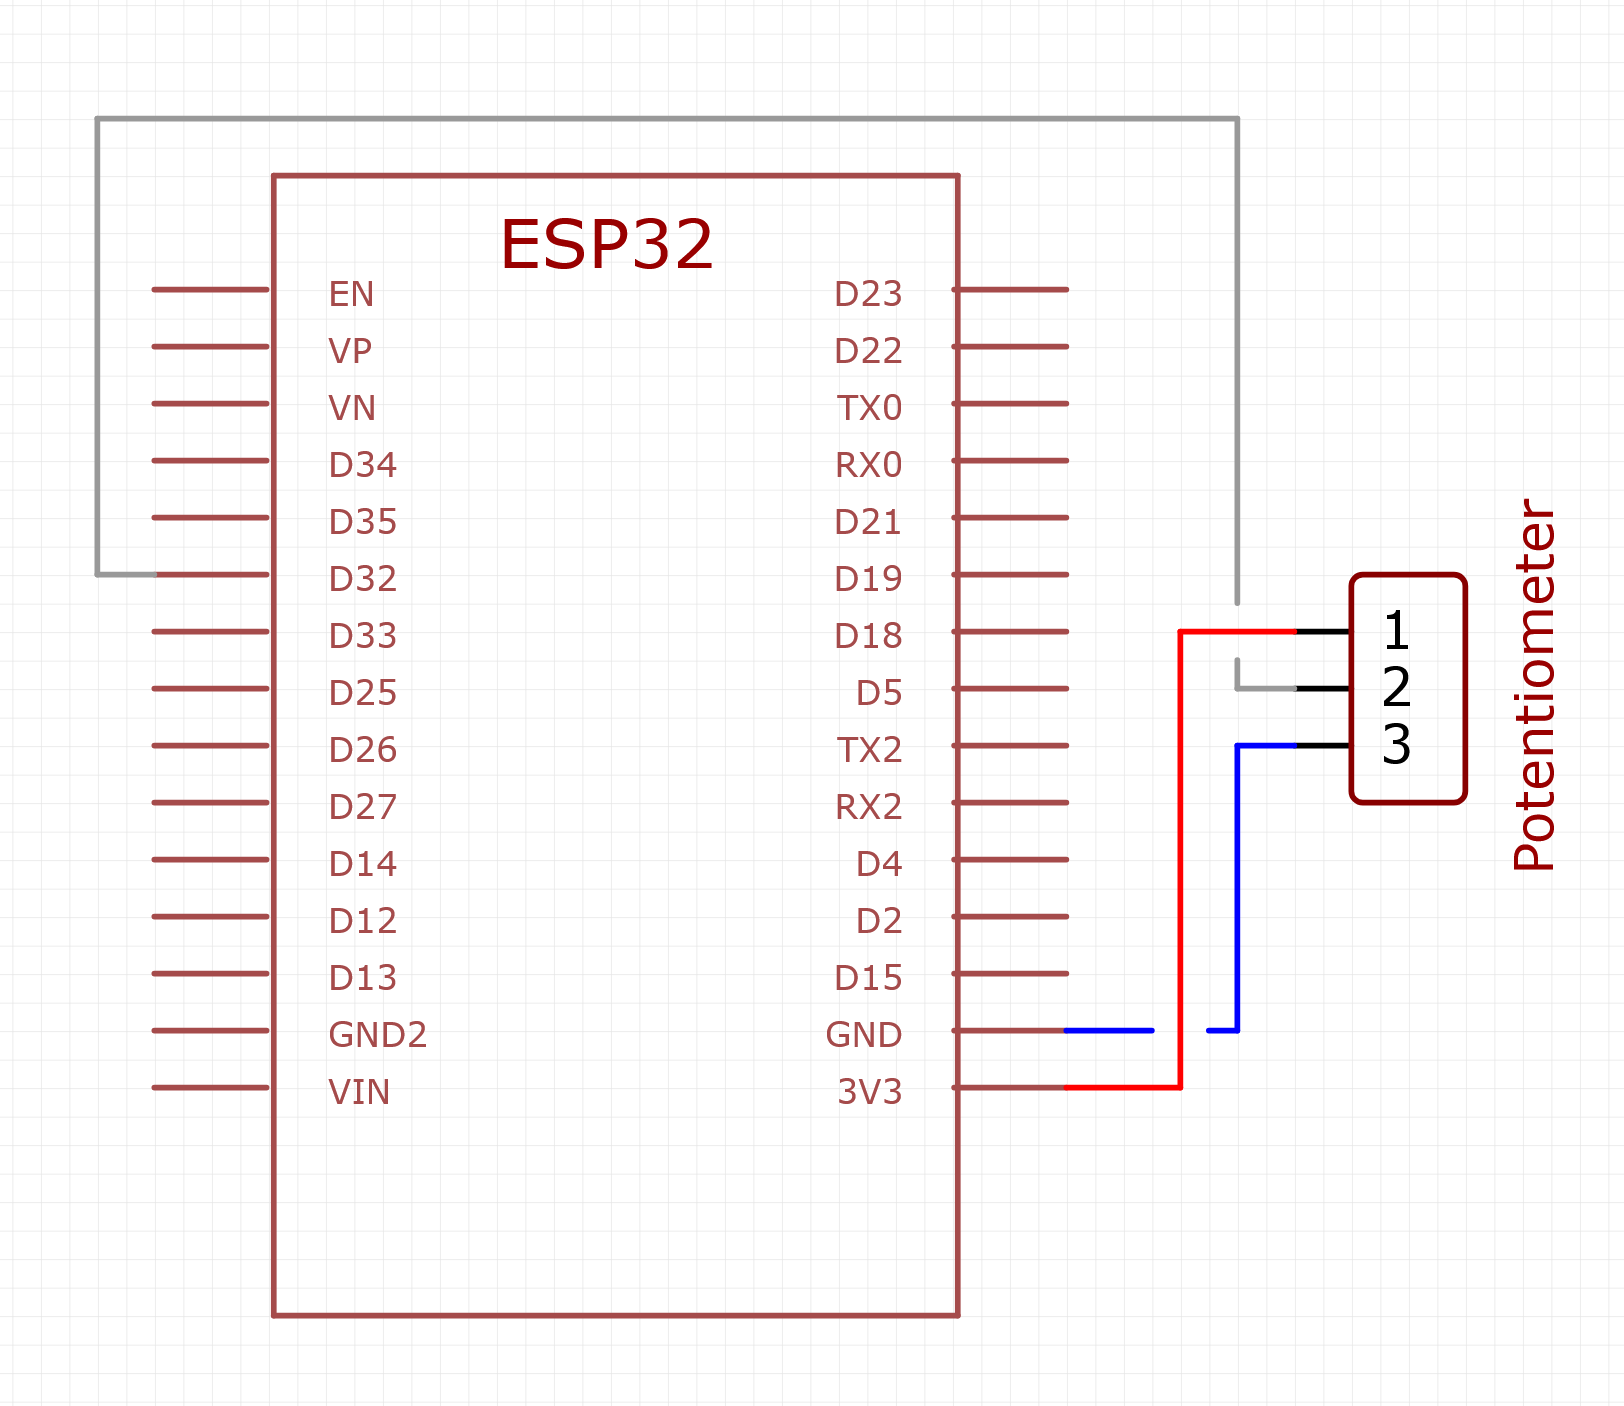 ESP32
EN
VP
VN
D34
D35
D32
D33
D25
D26
D27
D14
D12
D13
GND2
VIN
D23
D22
TX0
RX0
D21
D19
D18
D5
TX2
RX2
D4
D2
D15
GND
3V3
1
2
3
Potentiometer